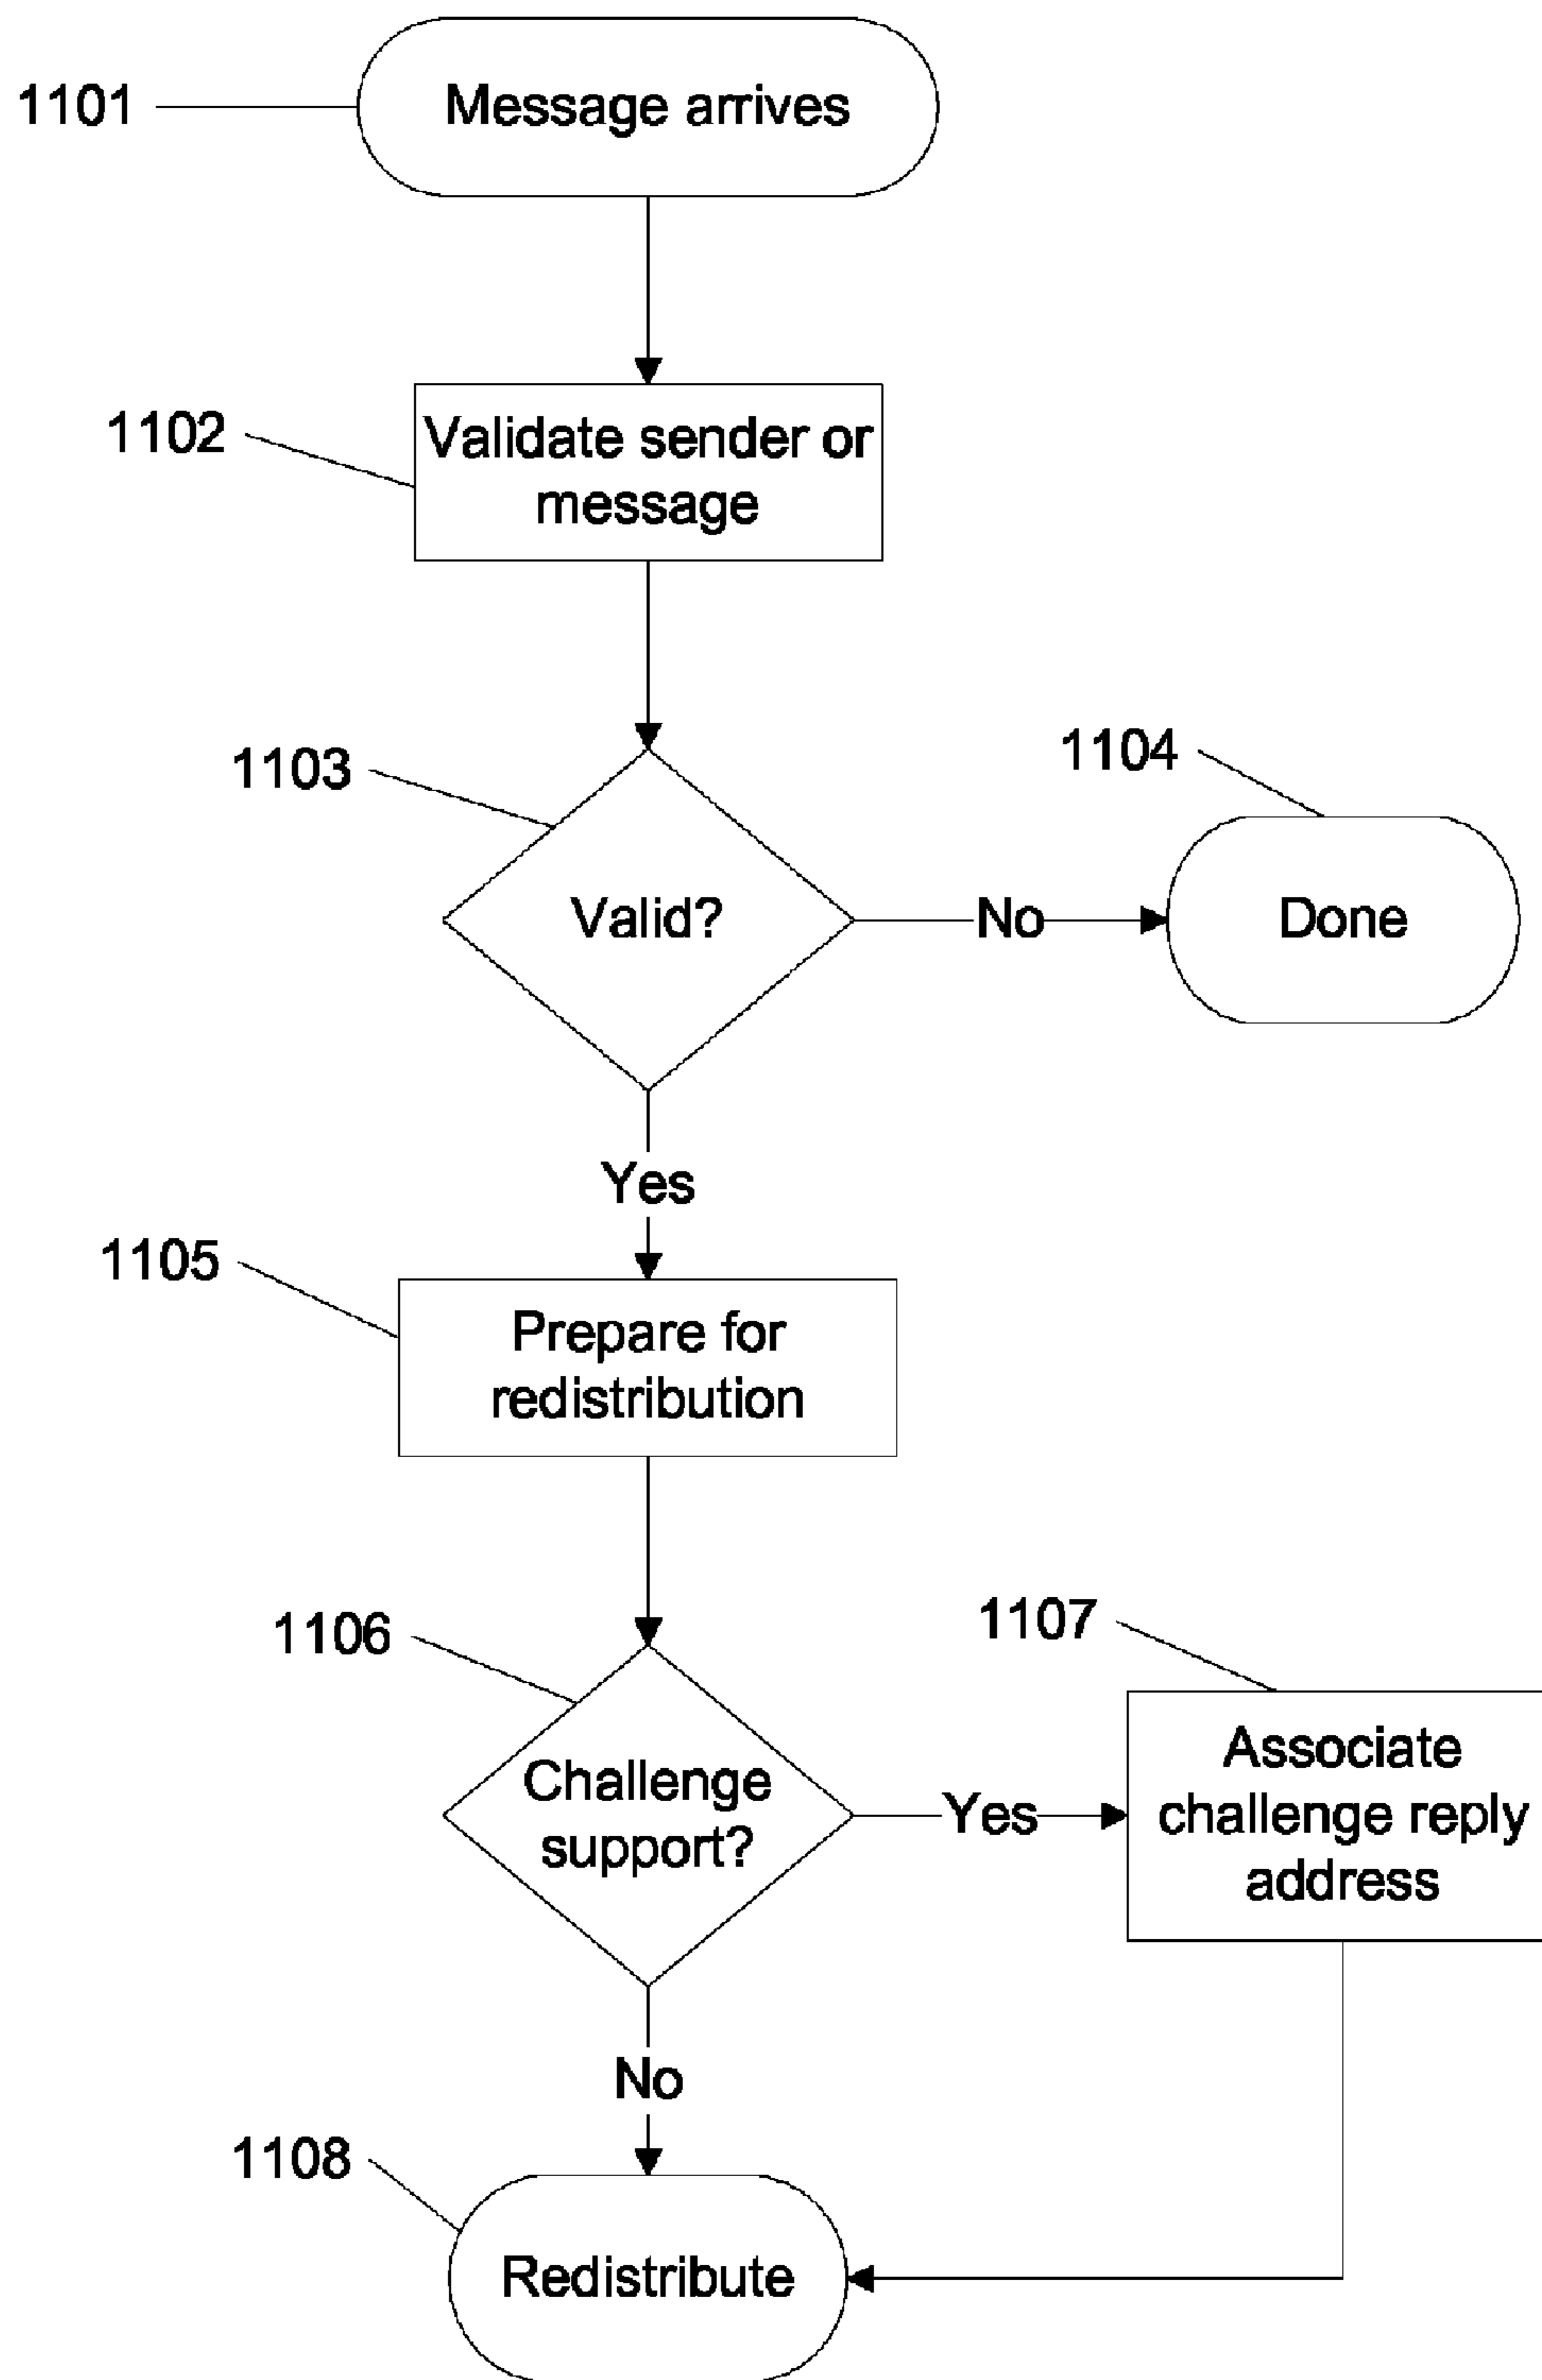 1101
Message arrives
1102
Validate sender or
message
1103
Valid?
No
1104
Done
Yes
1105
Prepare for
redistribution
1106
Challenge
support?
Yes
1107
Associate
challenge reply
address
No
1108
Redistribute